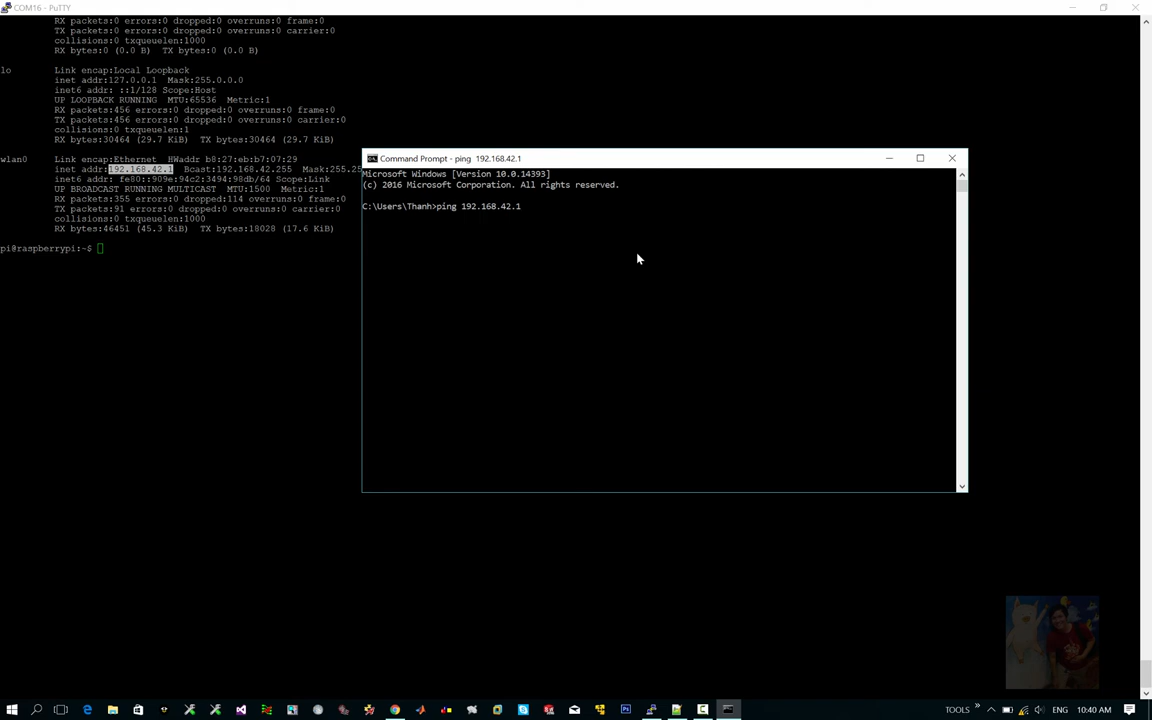 COM16 - PuTTY
RX packets:0 errors:0 dropped:0 overruns:0 frame:0
TX packets:0 errors:0 dropped:0 overruns:0 carrier:0
collisions:0 txqueuelen:1000
RX bytes:0 (0.0 B)  TX bytes:0 (0.0 B)
lo Link encap:Local Loopback
inet addr:127.0.0.1  Mask:255.0.0.0
inet6 addr: ::1/128 Scope:Host
UP LOOPBACK RUNNING  MTU:65536  Metric:1
RX packets:456 errors:0 dropped:0 overruns:0 frame:0
TX packets:456 errors:0 dropped:0 overruns:0 carrier:0
collisions:0 txqueuelen:1
RX bytes:30464 (29.7 KiB)  TX bytes:30464 (29.7 KiB)
wlan0 Link encap:Ethernet  HWaddr b8:27:eb:b7:07:29
inet addr:192.168.42.1  Bcast:192.168.42.255  Mask:255.25
inet6 addr: fe80::909e:94c2:3494:98db/64 Scope:Link
UP BROADCAST RUNNING MULTICAST  MTU:1500  Metric:1
RX packets:355 errors:0 dropped:114 overruns:0 frame:0
TX packets:91 errors:0 dropped:0 overruns:0 carrier:0
collisions:0 txqueuelen:1000
RX bytes:46451 (45.3 KiB)  TX bytes:18028 (17.6 KiB)
pi@raspberrypi:~$
Command Prompt - ping  192.168.42.1
Microsoft Windows [Version 10.0.14393]
(c) 2016 Microsoft Corporation. All rights reserved.
C:\Users\Thanh>ping 192.168.42.1
TOOLS » ENG 10:40 AM